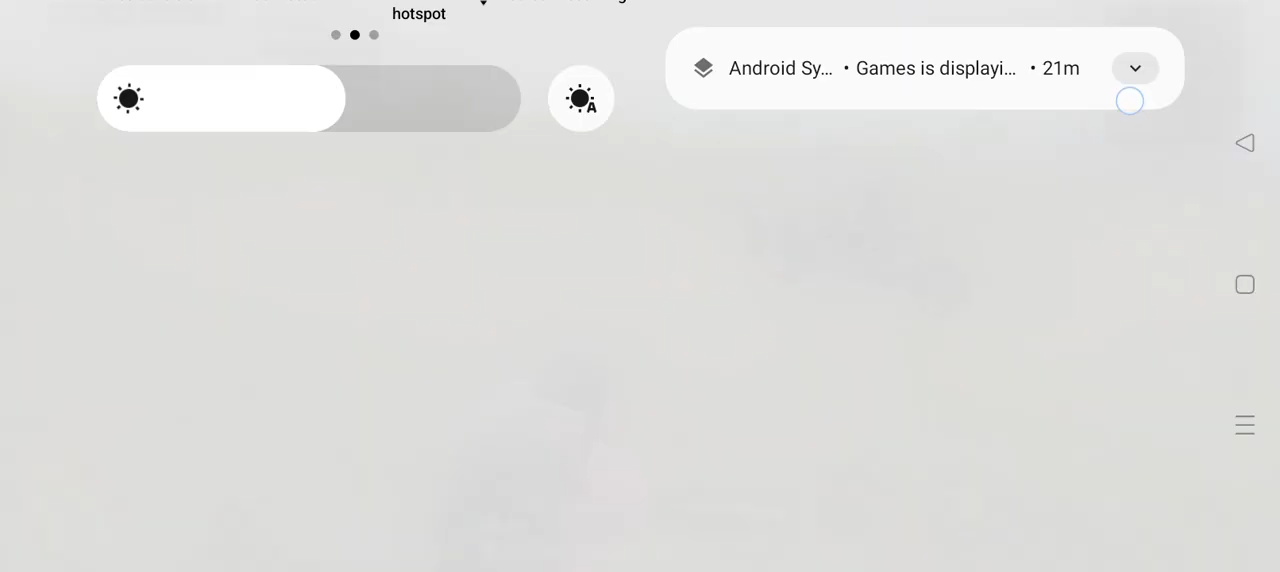 hotspot
Android Sy... • Games is displayi... • 21m
A